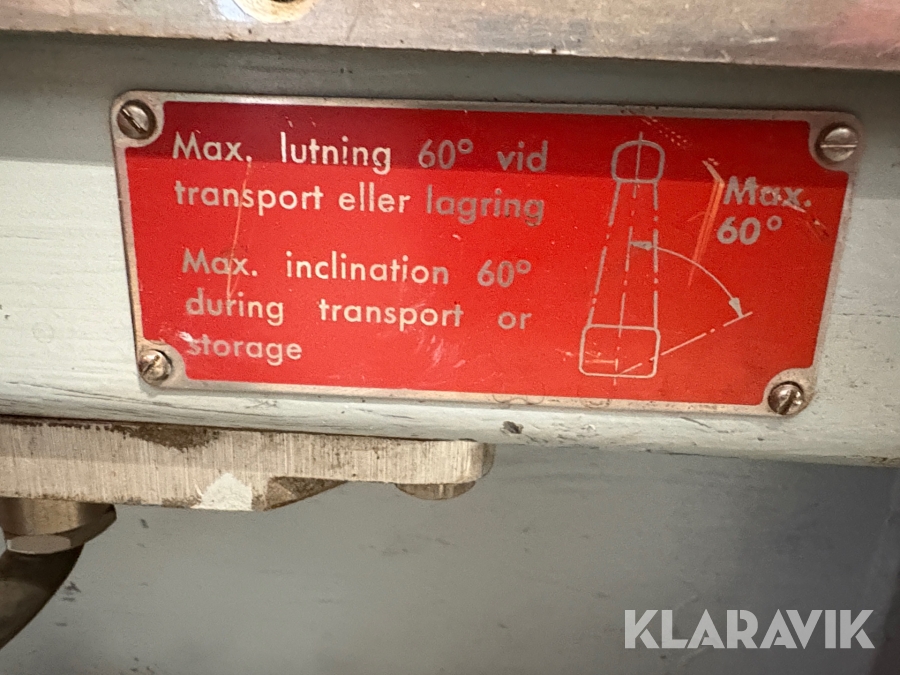 Max. lutning 60° vid
transport eller lagring
Max. inclination 60°
during transport or
storage
Max.
60°
KLARAVIK